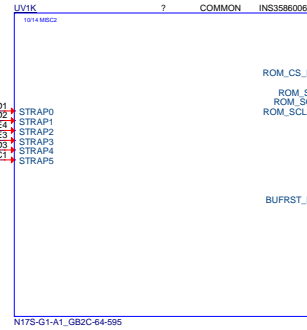 UV1K ? COMMON INS3586006
10/14 MISC2
ROM_CS_
ROM_S
ROM_S
ROM_SCL
STRAP0
STRAP1
STRAP2
STRAP3
STRAP4
STRAP5
BUFRST_
N17S-G1-A1_GB2C-64-595